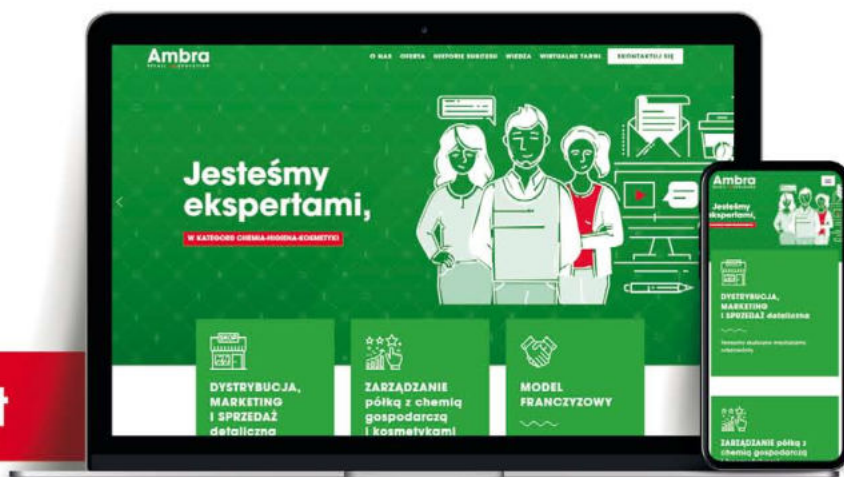 Ambra
O NAS OFERTA HISTORIE SUKCESU WIEDZA WIRTUALNE TARGI SKONTAKTUJ SIĘ
Jesteśmy
ekspertami,
W KATEGORII CHEMIA-HIGIENA-KOSMETYKI
SHOP
DYSTRYBUCJA,
MARKETING
I SPRZEDAŻ
detaliczna
ZARZĄDZANIE
półką z chemią
gospodarczą
i kosmetykami
MODEL
FRANCZYZOWY
Ambra
Jesteśmy
ekspertami,
DYSTRYBUCJA,
MARKETING
I SPRZEDAŻ detaliczna
ZARZĄDZANIE półką z
chemią gospodarczą